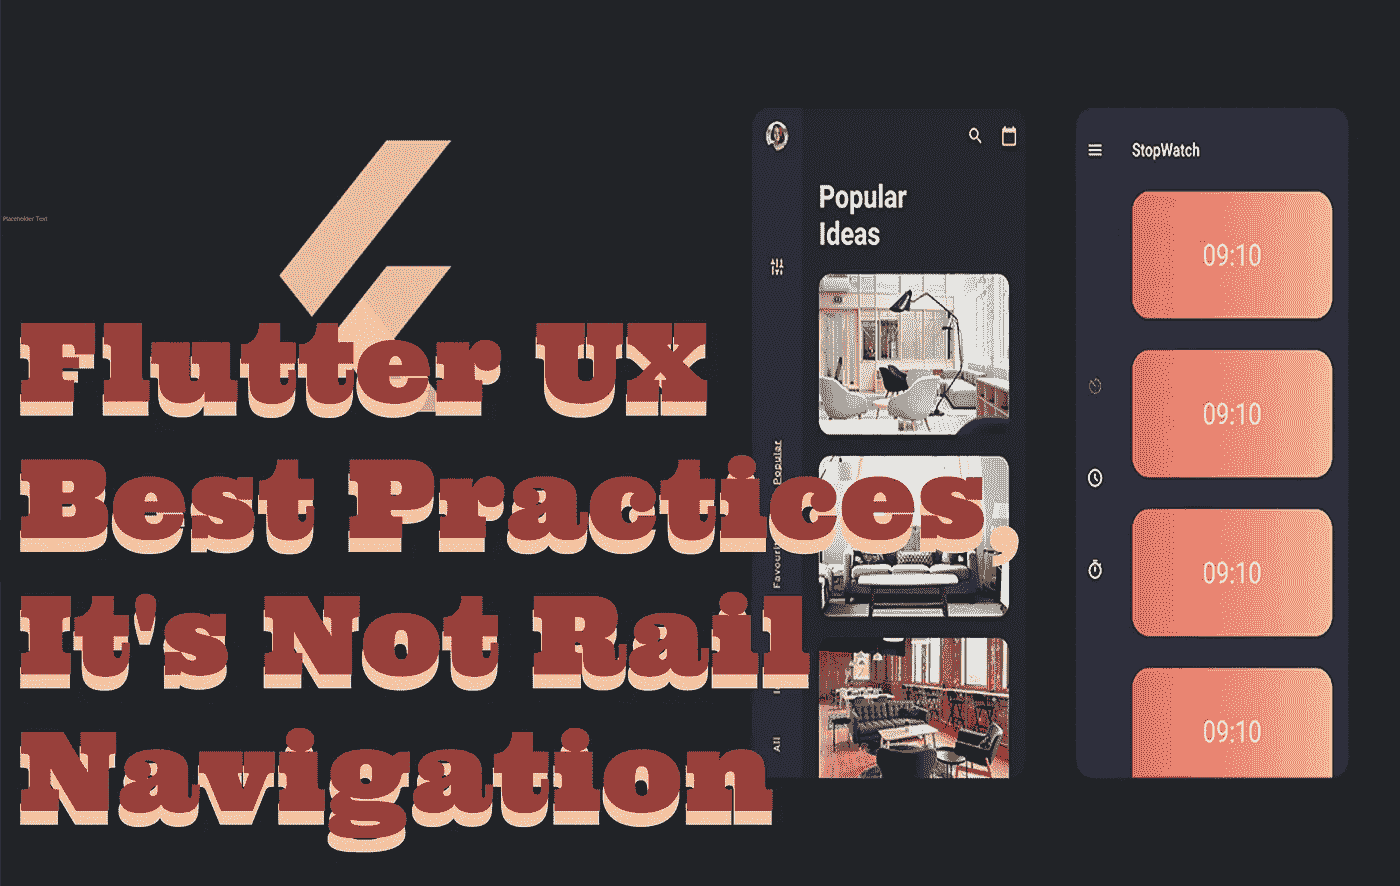 Placeholder Text
Flutter UX
Best Practices,
It's Not Rail
Navigation
Popular
Ideas
Popular
All
StopWatch
09:10
09:10
09:10
09:10